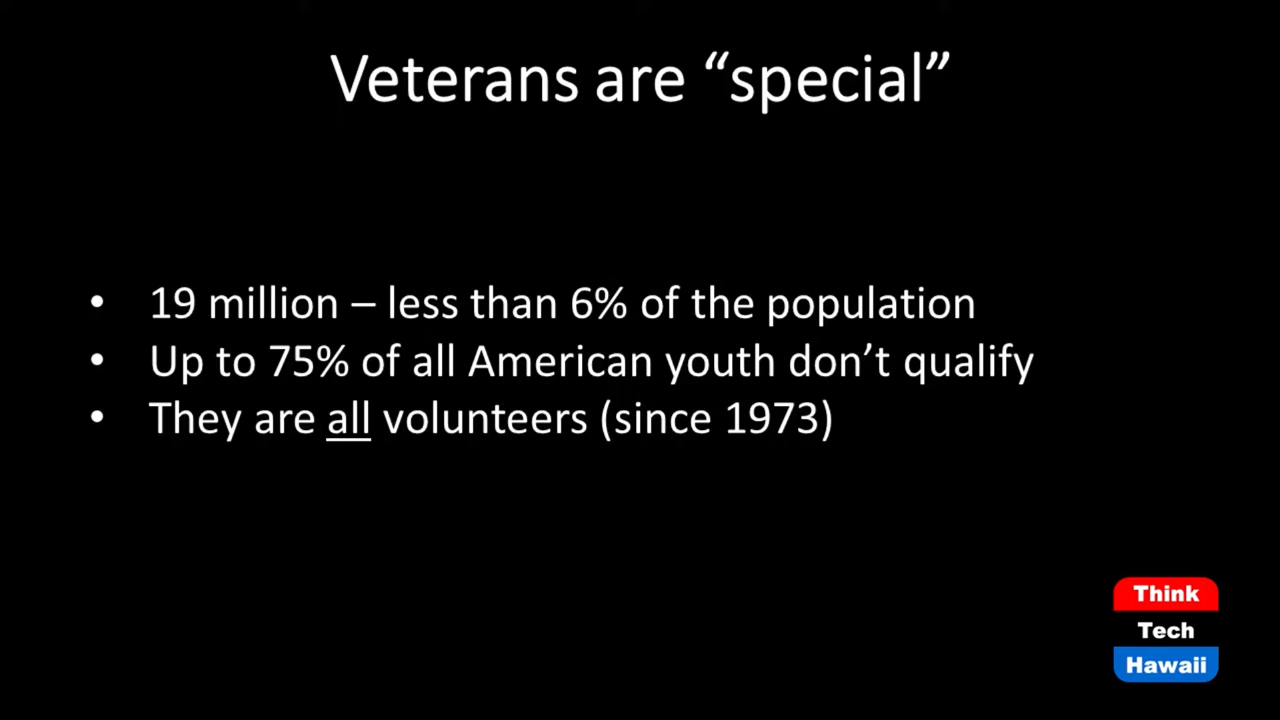 Veterans are “special”
• 19 million – less than 6% of the population
• Up to 75% of all American youth don’t qualify
• They are all volunteers (since 1973)
Think
Tech
Hawaii